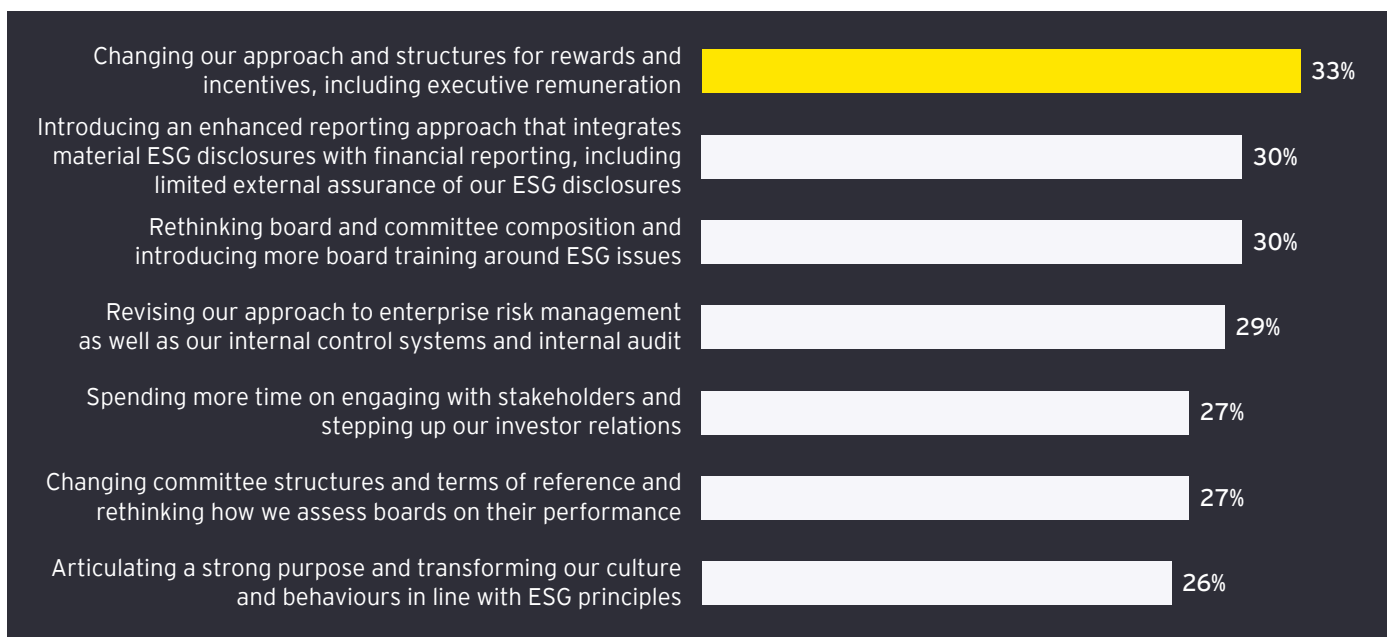 Changing our approach and structures for rewards and
incentives, including executive remuneration
33%
Introducing an enhanced reporting approach that integrates
material ESG disclosures with financial reporting, including
limited external assurance of our ESG disclosures
30%
Rethinking board and committee composition and
introducing more board training around ESG issues
30%
Revising our approach to enterprise risk management
as well as our internal control systems and internal audit
29%
Spending more time on engaging with stakeholders and
stepping up our investor relations
27%
Changing committee structures and terms of reference and
rethinking how we assess boards on their performance
27%
Articulating a strong purpose and transforming our culture
and behaviours in line with ESG principles
26%